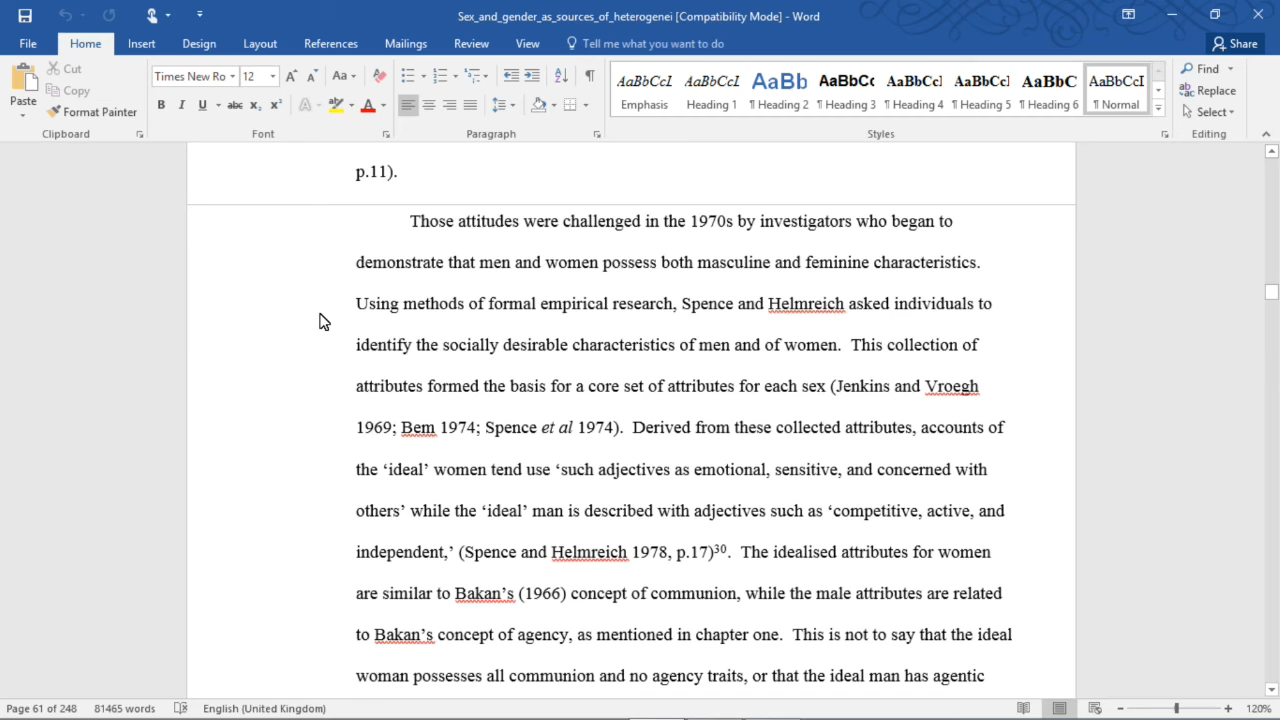 Sex_and_gender_as_sources_of_heterogenei [Compatibility Mode] - Word
File Home Insert Design Layout References Mailings Review View Tell me what you want to do Share
Paste
Cut
Copy
Format Painter
Clipboard
Times New Ro 12
Aa
B I U abc x₂ x² A A
Font
Paragraph
AaBbCcI Emphasis
AaBbCcI Heading 1
AaBb ¶ Heading 2
AaBbCc ¶ Heading 3
AaBbCcI ¶ Heading 4
AaBbCcI ¶ Heading 5
AaBbC ¶ Heading 6
AaBbCcI ¶ Normal
Styles
Find
Replace
Select
Editing
p.11).
Those attitudes were challenged in the 1970s by investigators who began to
demonstrate that men and women possess both masculine and feminine characteristics.
Using methods of formal empirical research, Spence and Helmreich asked individuals to
identify the socially desirable characteristics of men and of women.  This collection of
attributes formed the basis for a core set of attributes for each sex (Jenkins and Vroegh
1969; Bem 1974; Spence et al 1974).  Derived from these collected attributes, accounts of
the ‘ideal’ women tend use ‘such adjectives as emotional, sensitive, and concerned with
others’ while the ‘ideal’ man is described with adjectives such as ‘competitive, active, and
independent,’ (Spence and Helmreich 1978, p.17)³⁰.  The idealised attributes for women
are similar to Bakan’s (1966) concept of communion, while the male attributes are related
to Bakan’s concept of agency, as mentioned in chapter one.  This is not to say that the ideal
woman possesses all communion and no agency traits, or that the ideal man has agentic
Page 61 of 248 81465 words English (United Kingdom) 120%